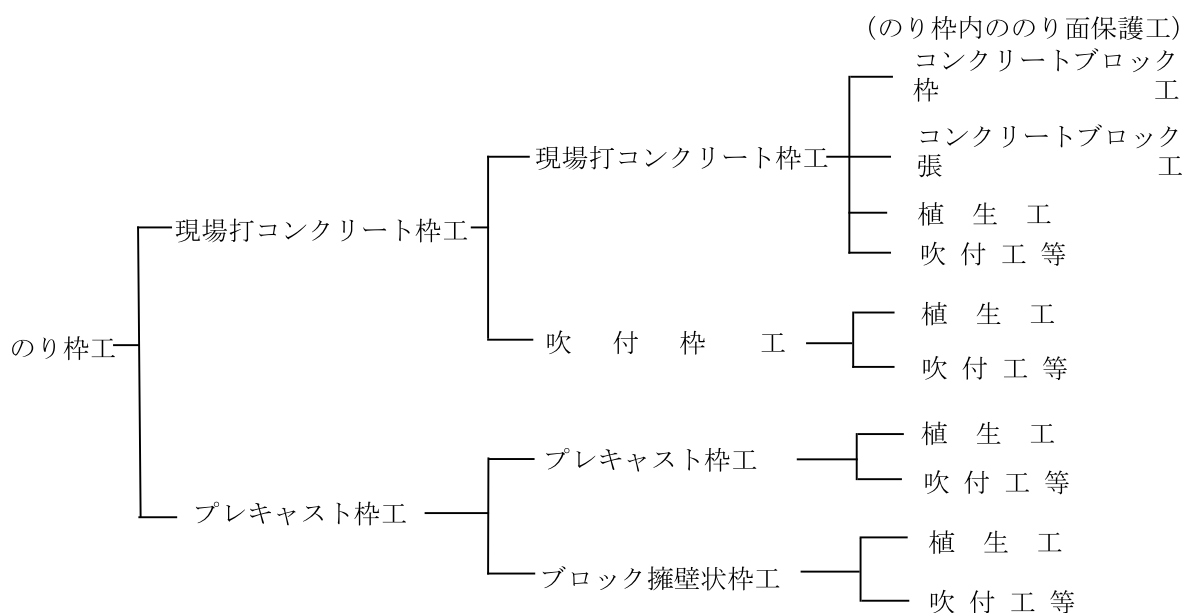 (のり枠内ののり面保護工)
コンクリートブロック
枠 工
現場打コンクリート枠工
コンクリートブロック
張 工
植 生 工
現場打コンクリート枠工
吹 付 工 等
のり枠工
吹 付 枠 工
植 生 工
吹 付 工 等
プレキャスト枠工
プレキャスト枠工
植 生 工
吹 付 工 等
ブロック擁壁状枠工
植 生 工
吹 付 工 等